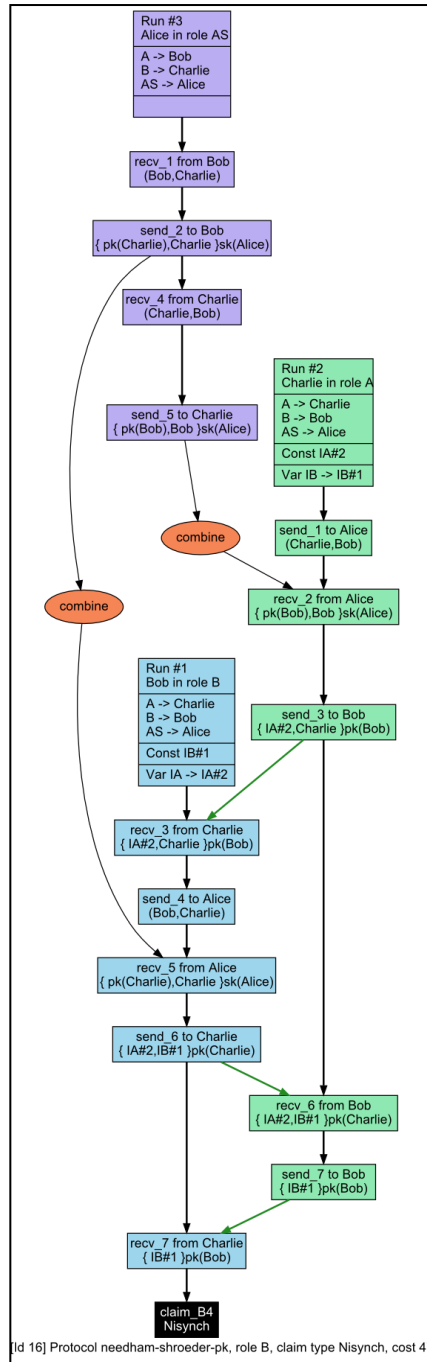 Run #3
Alice in role AS
A -> Bob
B -> Charlie
AS -> Alice
recv_1 from Bob
(Bob,Charlie)
send_2 to Bob
{ pk(Charlie),Charlie }sk(Alice)
recv_4 from Charlie
(Charlie,Bob)
send_5 to Charlie
{ pk(Bob),Bob }sk(Alice)
Run #2
Charlie in role A
A -> Charlie
B -> Bob
AS -> Alice
Const IA#2
Var IB -> IB#1
send_1 to Alice
(Charlie,Bob)
combine
recv_2 from Alice
{ pk(Bob),Bob }sk(Alice)
combine
Run #1
Bob in role B
A -> Charlie
B -> Bob
AS -> Alice
Const IB#1
Var IA -> IA#2
send_3 to Bob
{ IA#2,Charlie }pk(Bob)
recv_3 from Charlie
{ IA#2,Charlie }pk(Bob)
send_4 to Alice
(Bob,Charlie)
recv_5 from Alice
{ pk(Charlie),Charlie }sk(Alice)
send_6 to Charlie
{ IA#2,IB#1 }pk(Charlie)
recv_6 from Bob
{ IA#2,IB#1 }pk(Charlie)
send_7 to Bob
{ IB#1 }pk(Bob)
recv_7 from Charlie
{ IB#1 }pk(Bob)
claim_B4
Nisynch
[Id 16] Protocol needham-shroeder-pk, role B, claim type Nisynch, cost 4